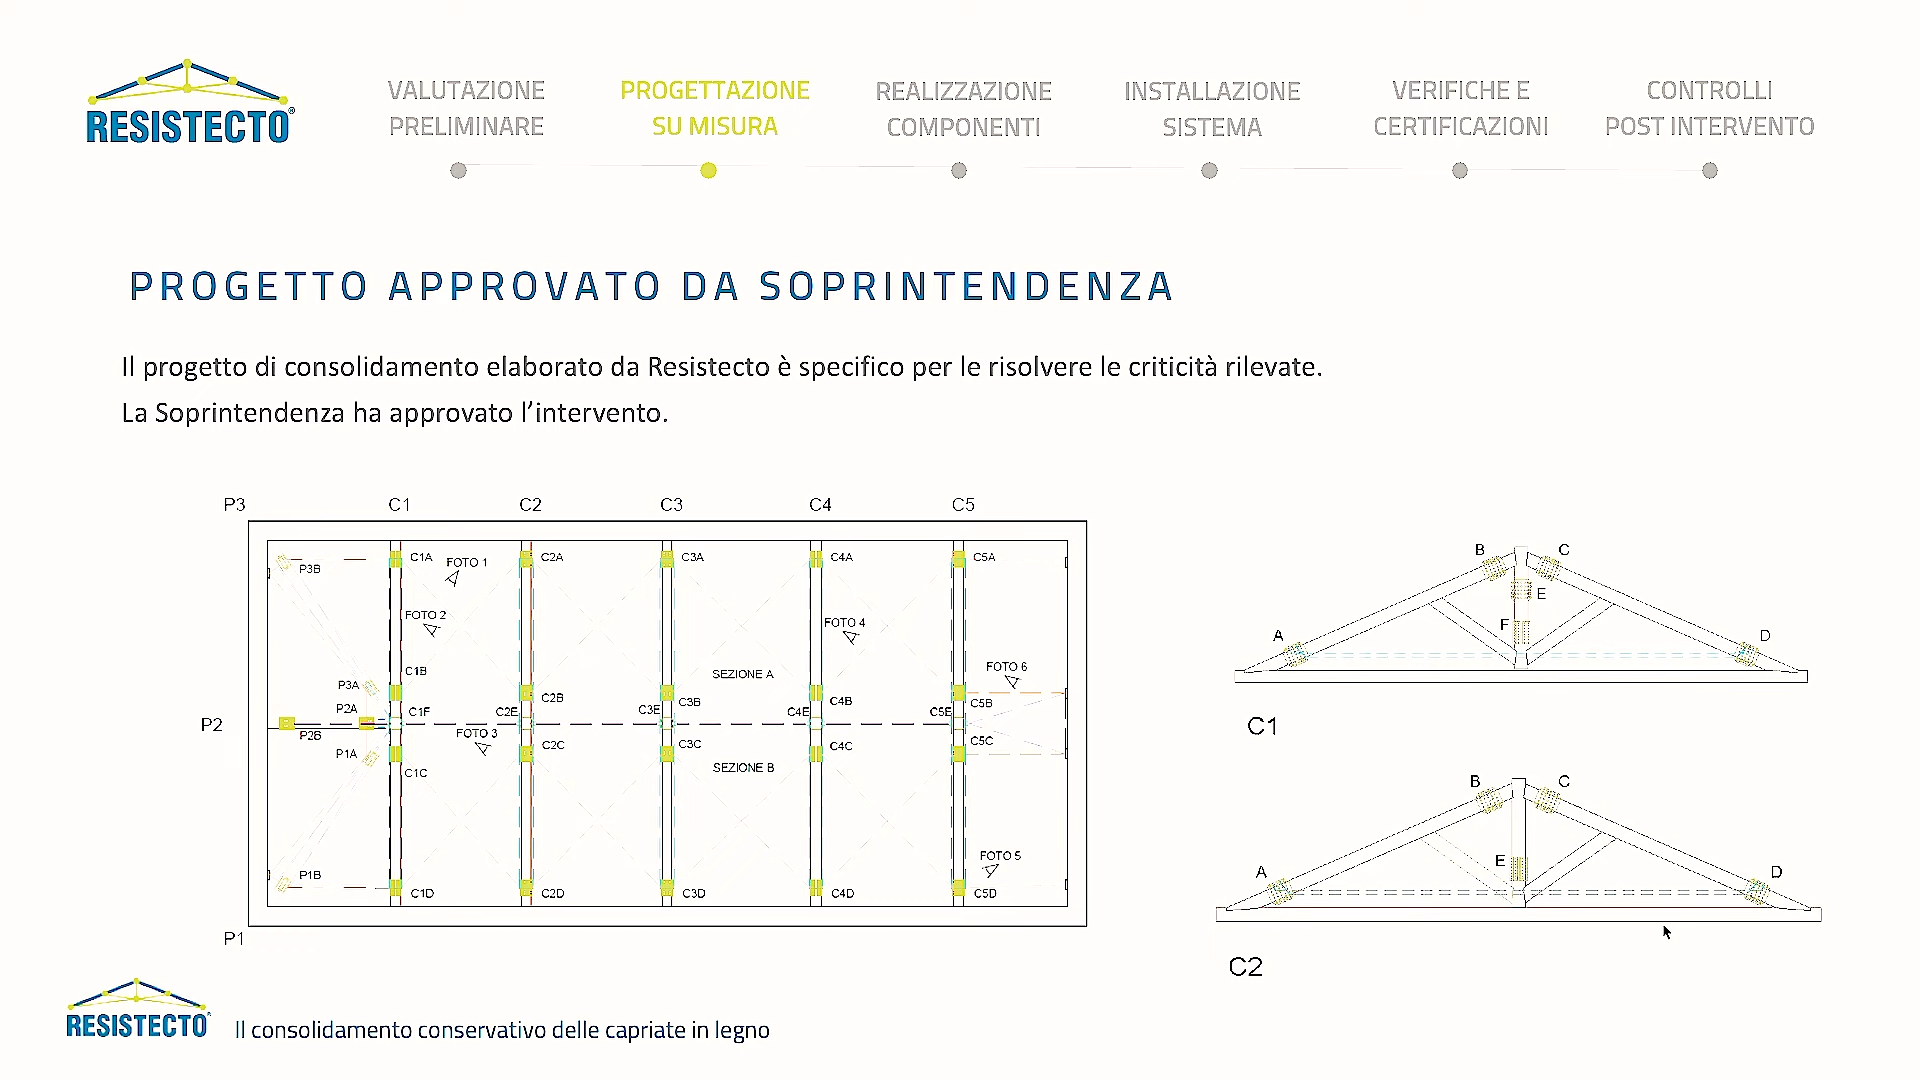 RESISTECTO®
VALUTAZIONE
PRELIMINARE
PROGETTAZIONE
SU MISURA
REALIZZAZIONE
COMPONENTI
INSTALLAZIONE
SISTEMA
VERIFICHE E
CERTIFICAZIONI
CONTROLLI
POST INTERVENTO
PROGETTO APPROVATO DA SOPRINTENDENZA
Il progetto di consolidamento elaborato da Resistecto è specifico per le risolvere le criticità rilevate.
La Soprintendenza ha approvato l’intervento.
P3 C1 C2 C3 C4 C5
P3B C1A FOTO 1 C2A C3A C4A C5A
FOTO 2 FOTO 4
C1B SEZIONE A FOTO 6
P3A C2B C3B C4B C5B
P2 P2A C1F C2E C3E C4E C5E
P2B FOTO 3
P1A C2C C3C C4C C5C
C1C SEZIONE B
FOTO 5
P1B C1D C2D C3D C4D C5D
P1
B C
E
F
A D
C1
B C
E
A D
C2
RESISTECTO®
Il consolidamento conservativo delle capriate in legno